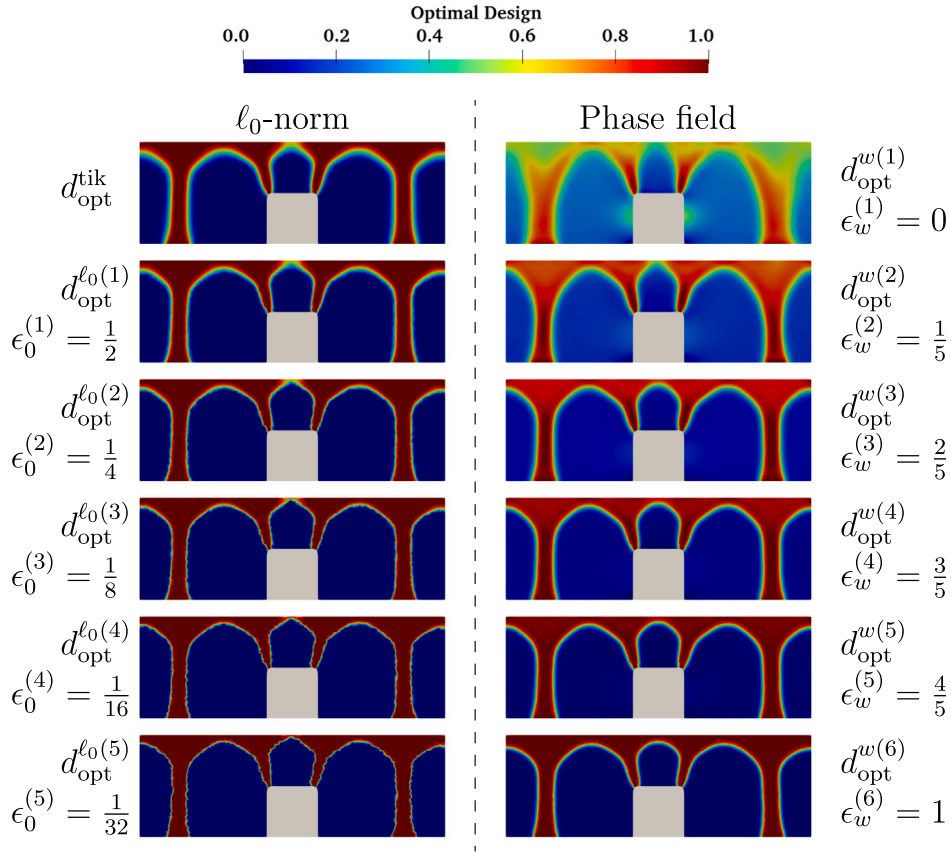 Optimal Design
0.0 0.2 0.4 0.6 0.8 1.0
ℓ₀-norm
Phase field
d_opt^tik
d_opt^w(1)
ϵ_w^(1) = 0
d_opt^ℓ₀(1)
ϵ_0^(1) = 1/2
d_opt^w(2)
ϵ_w^(2) = 1/5
d_opt^ℓ₀(2)
ϵ_0^(2) = 1/4
d_opt^w(3)
ϵ_w^(3) = 2/5
d_opt^ℓ₀(3)
ϵ_0^(3) = 1/8
d_opt^w(4)
ϵ_w^(4) = 3/5
d_opt^ℓ₀(4)
ϵ_0^(4) = 1/16
d_opt^w(5)
ϵ_w^(5) = 4/5
d_opt^ℓ₀(5)
ϵ_0^(5) = 1/32
d_opt^w(6)
ϵ_w^(6) = 1